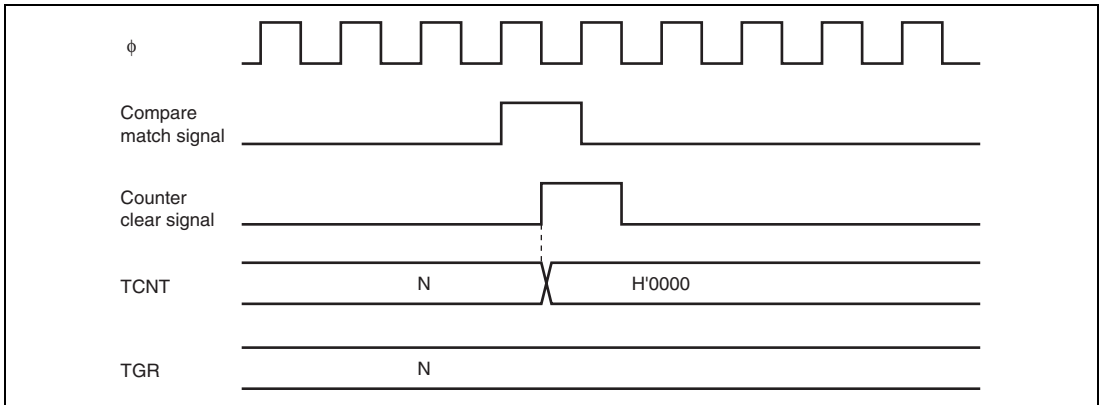 ϕ
Compare
match signal
Counter
clear signal
TCNT
N
H'0000
TGR
N